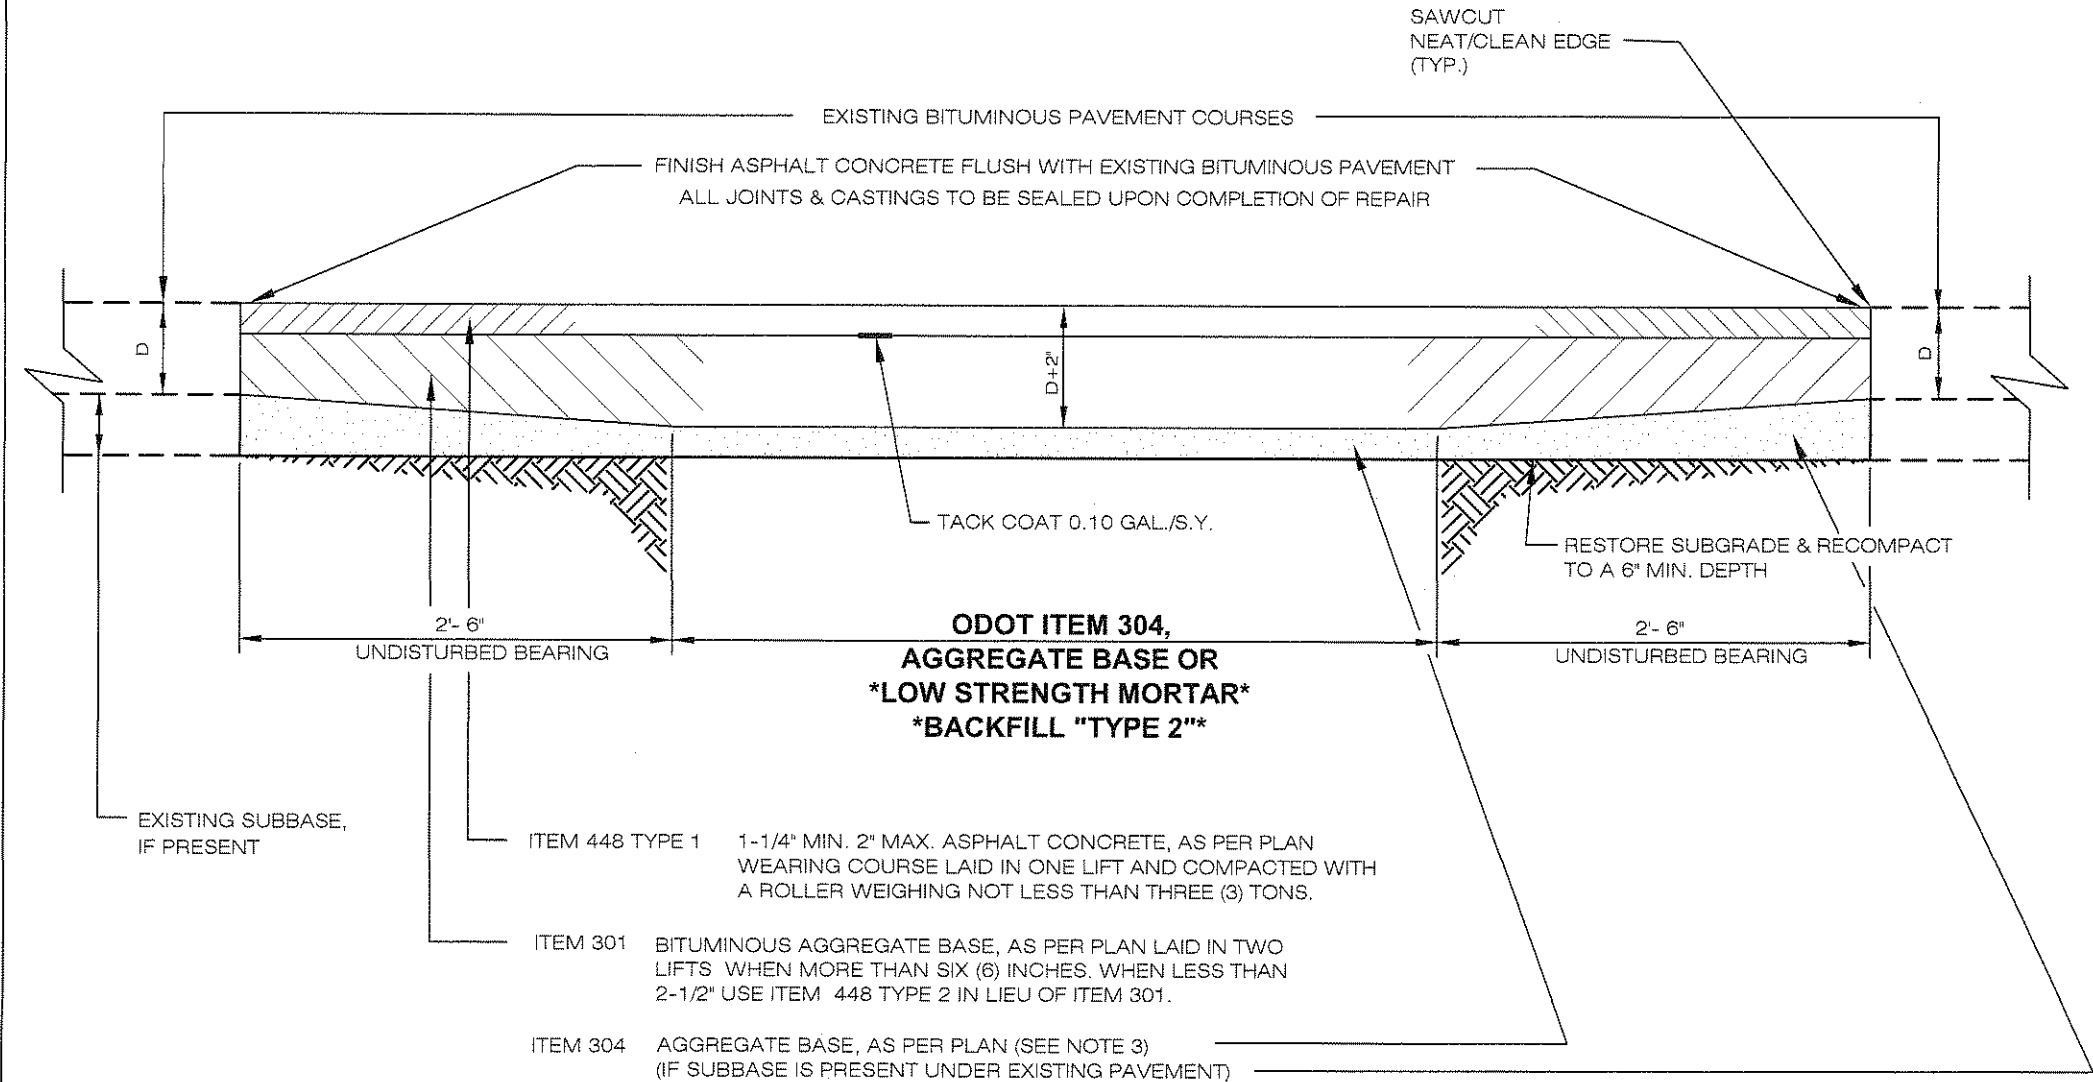 SAWCUT
NEAT/CLEAN EDGE
(TYP.)
EXISTING BITUMINOUS PAVEMENT COURSES
FINISH ASPHALT CONCRETE FLUSH WITH EXISTING BITUMINOUS PAVEMENT
ALL JOINTS & CASTINGS TO BE SEALED UPON COMPLETION OF REPAIR
D
D+2"
D
TACK COAT 0.10 GAL./S.Y.
RESTORE SUBGRADE & RECOMPACT
TO A 6" MIN. DEPTH
2'- 6"
UNDISTURBED BEARING
ODOT ITEM 304,
AGGREGATE BASE OR
*LOW STRENGTH MORTAR*
*BACKFILL "TYPE 2"*
2'- 6"
UNDISTURBED BEARING
EXISTING SUBBASE,
IF PRESENT
ITEM 448 TYPE 1 1-1/4" MIN. 2" MAX. ASPHALT CONCRETE, AS PER PLAN
WEARING COURSE LAID IN ONE LIFT AND COMPACTED WITH
A ROLLER WEIGHING NOT LESS THAN THREE (3) TONS.
ITEM 301 BITUMINOUS AGGREGATE BASE, AS PER PLAN LAID IN TWO
LIFTS WHEN MORE THAN SIX (6) INCHES. WHEN LESS THAN
2-1/2" USE ITEM 448 TYPE 2 IN LIEU OF ITEM 301.
ITEM 304 AGGREGATE BASE, AS PER PLAN (SEE NOTE 3)
(IF SUBBASE IS PRESENT UNDER EXISTING PAVEMENT)